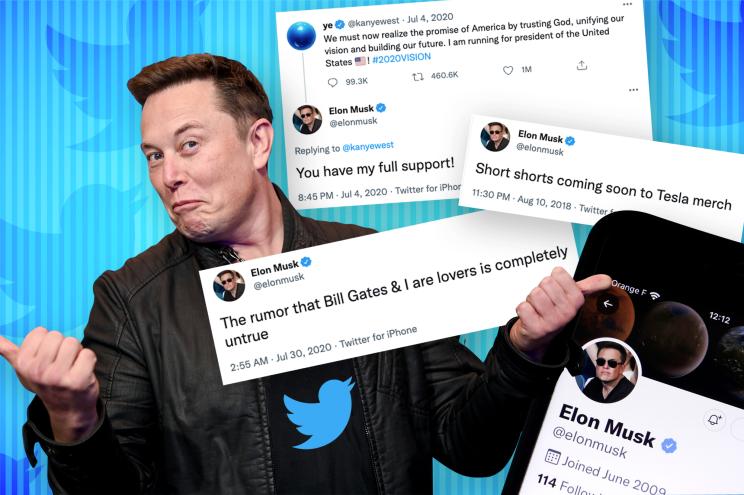 ye @kanyewest · Jul 4, 2020
We must now realize the promise of America by trusting God, unifying our
vision and building our future. I am running for president of the United
States 🇺🇸! #2020VISION
99.3K 460.6K 1M
Elon Musk
@elonmusk
Replying to @kanyewest
You have my full support!
8:45 PM · Jul 4, 2020 · Twitter for iPhon
Elon Musk
@elonmusk
Short shorts coming soon to Tesla merch
11:30 PM · Aug 10, 2018 · Twitter f
Elon Musk
@elonmusk
The rumor that Bill Gates & I are lovers is completely
untrue
2:55 AM · Jul 30, 2020 · Twitter for iPhone
Orange F
12:12
Elon Musk
@elonmusk
Joined June 2009
114 Follo